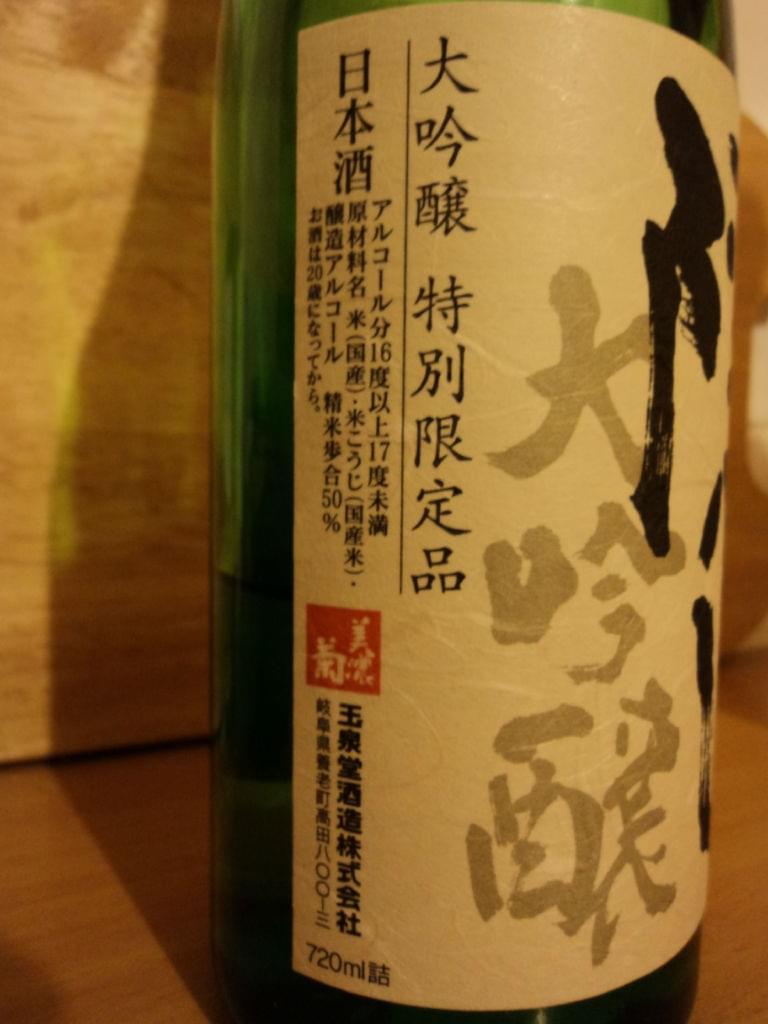 大吟醸
大吟醸 特別限定品
日本酒
アルコール分16度以上17度未満
原材料名 米(国産)・米こうじ(国産米)・
醸造アルコール 精米歩合50%
お酒は20歳になってから。
美濃
菊
玉泉堂酒造株式会社
岐阜県養老町高田八〇〇―三
720ml詰